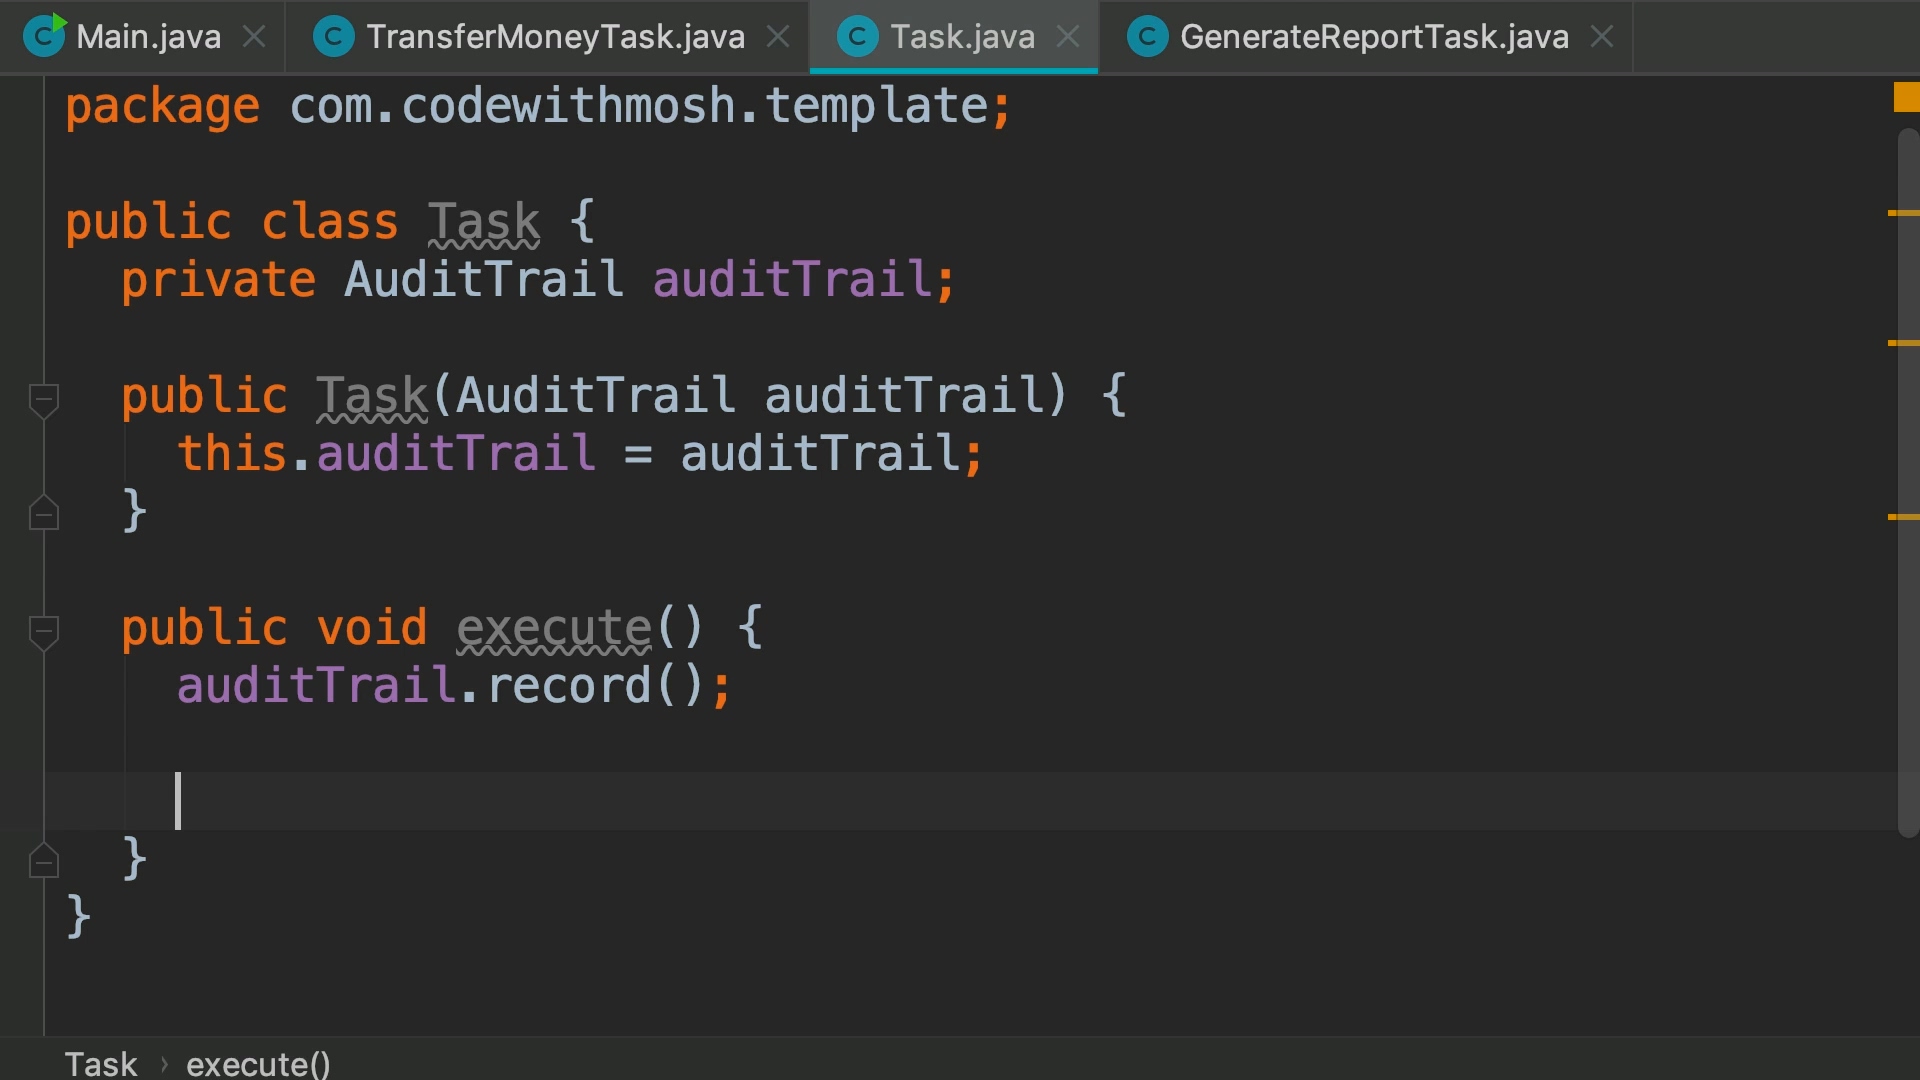 Main.java TransferMoneyTask.java Task.java GenerateReportTask.java
package com.codewithmosh.template;
public class Task {
private AuditTrail auditTrail;
public Task(AuditTrail auditTrail) {
this.auditTrail = auditTrail;
}
public void execute() {
auditTrail.record();
}
}
Task › execute()